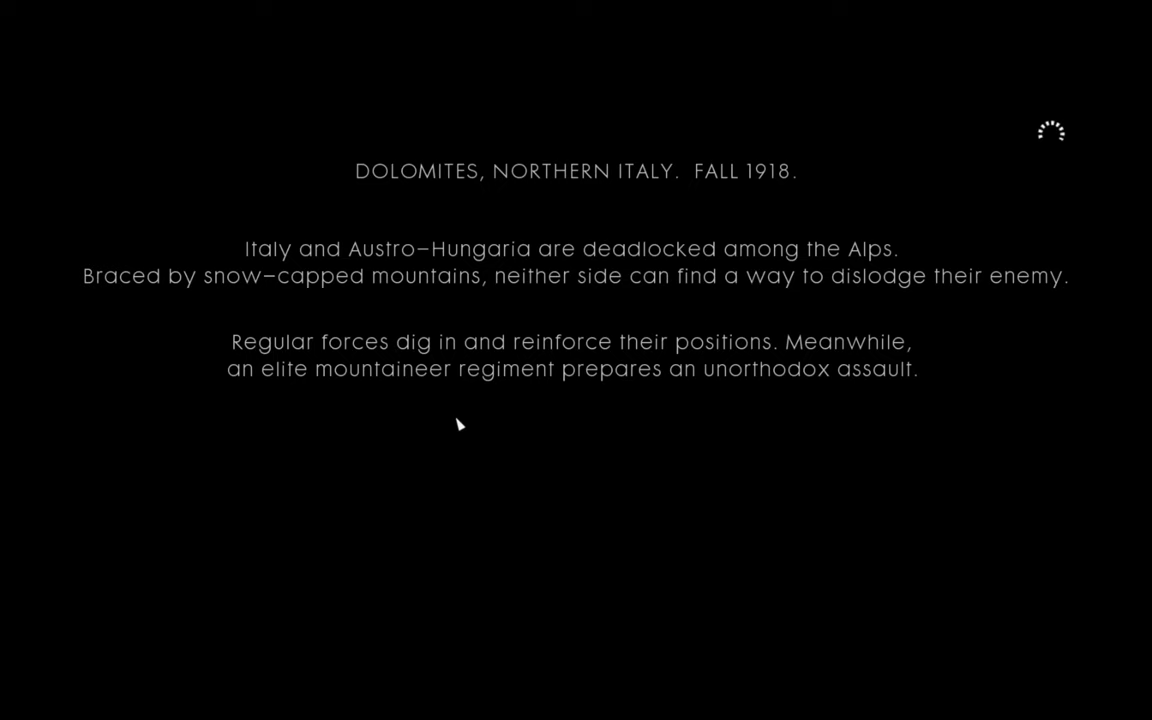 DOLOMITES, NORTHERN ITALY. FALL 1918.
Italy and Austro-Hungaria are deadlocked among the Alps.
Braced by snow-capped mountains, neither side can find a way to dislodge their enemy.
Regular forces dig in and reinforce their positions. Meanwhile,
an elite mountaineer regiment prepares an unorthodox assault.